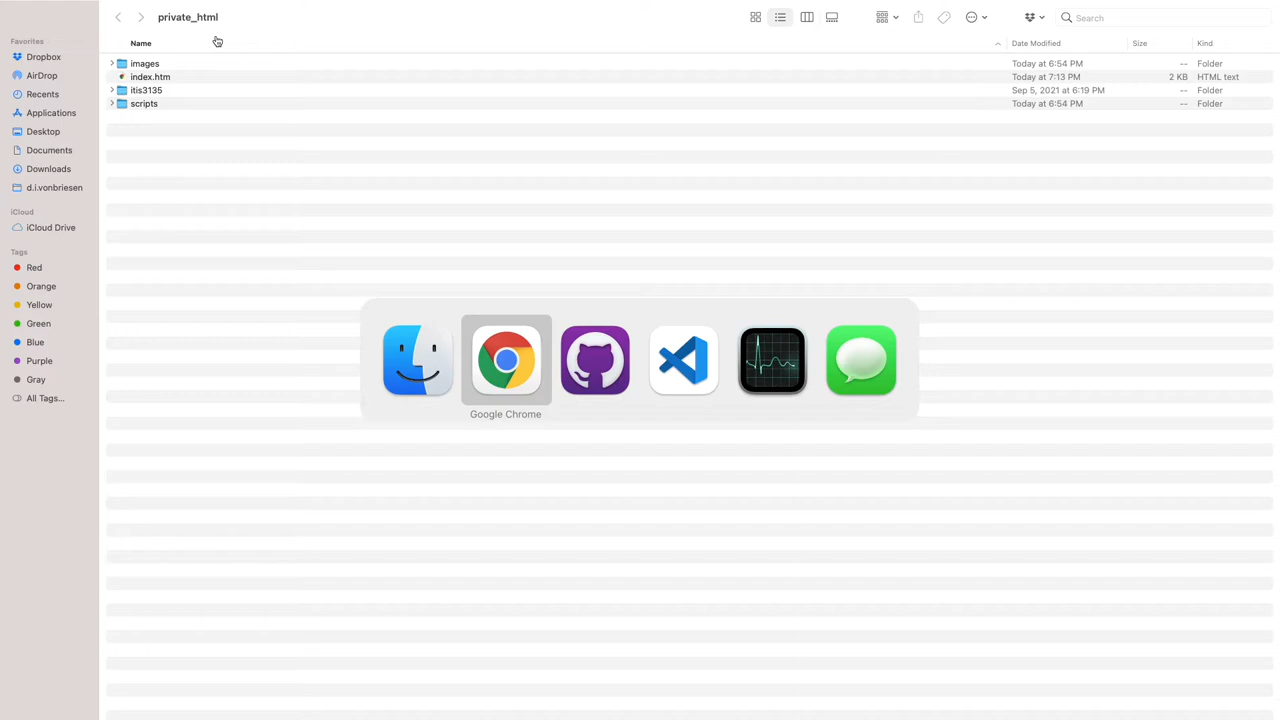 private_html
Search
Favorites
Dropbox
AirDrop
Recents
Applications
Desktop
Documents
Downloads
d.i.vonbriesen
iCloud
iCloud Drive
Tags
Red
Orange
Yellow
Green
Blue
Purple
Gray
All Tags...
Name Date Modified Size Kind
images Today at 6:54 PM -- Folder
index.htm Today at 7:13 PM 2 KB HTML text
itis3135 Sep 5, 2021 at 6:19 PM -- Folder
scripts Today at 6:54 PM -- Folder
Google Chrome